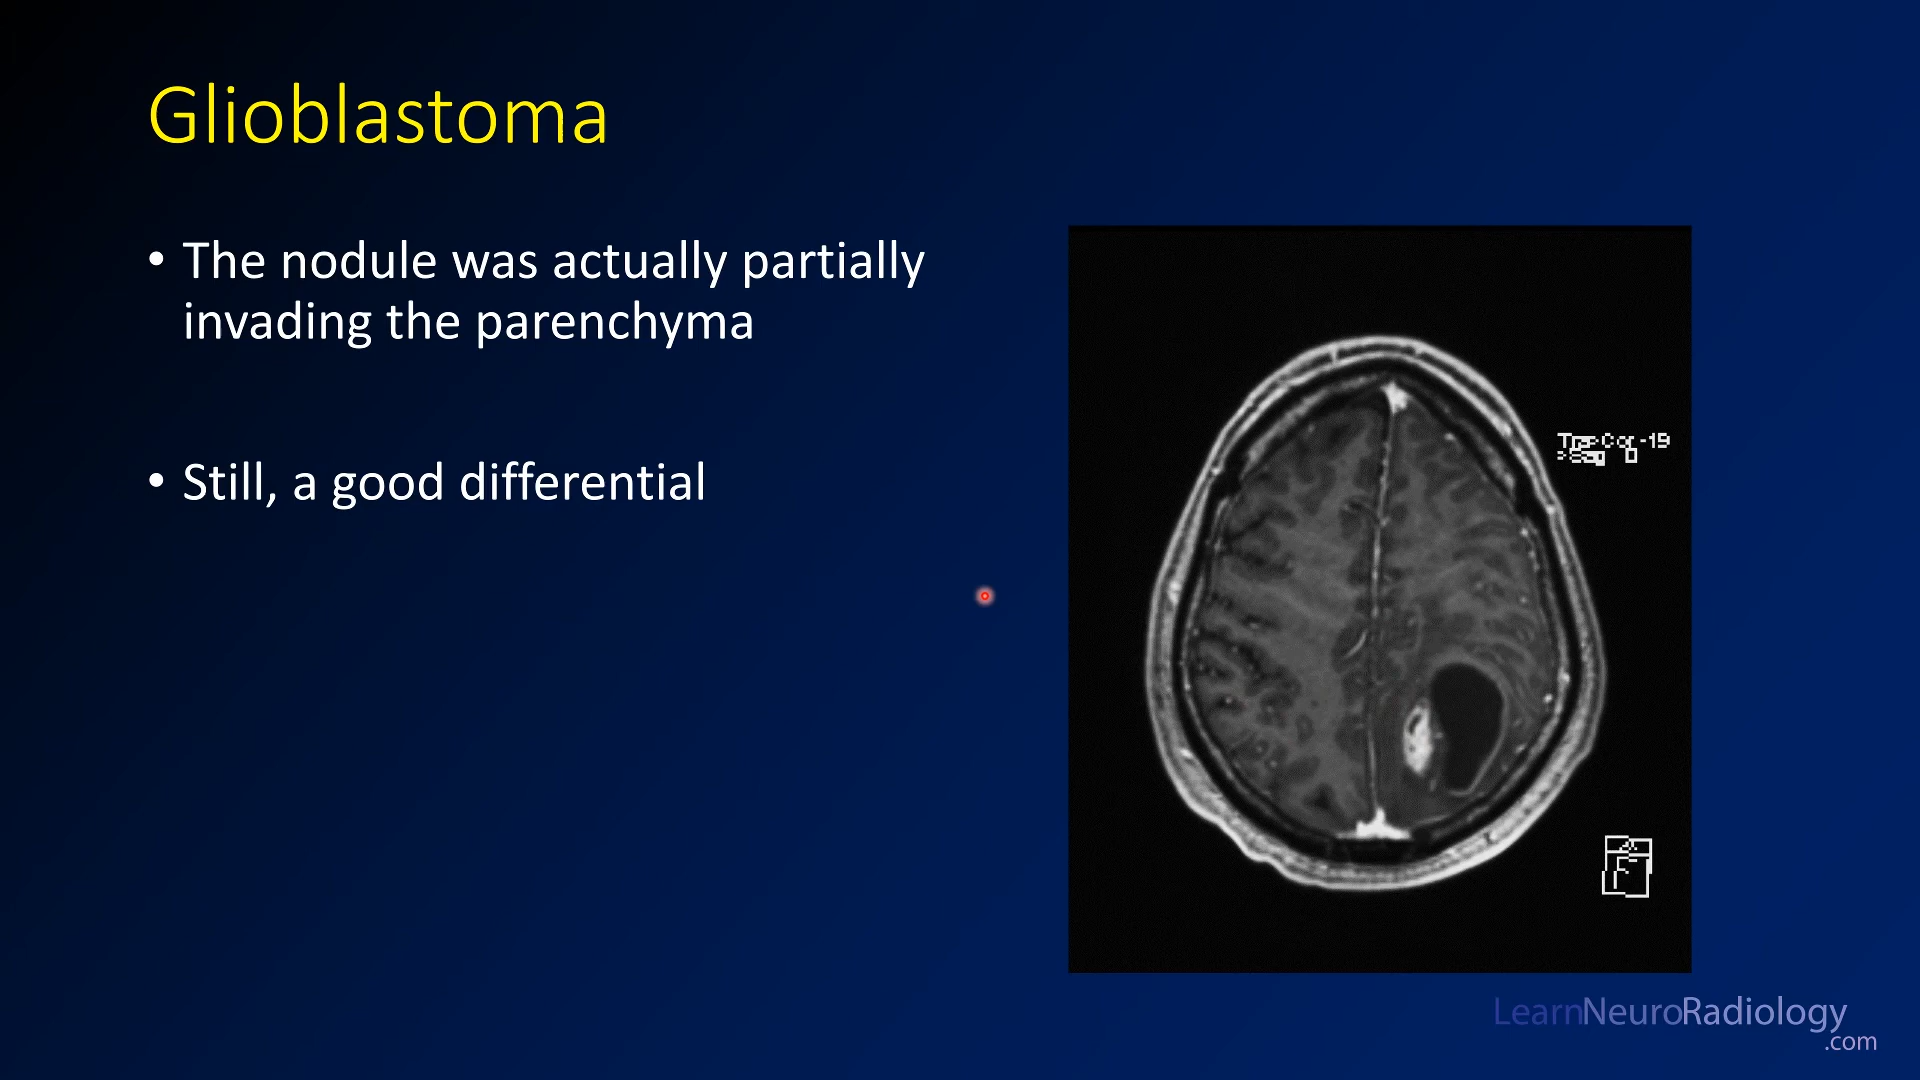 Glioblastoma
• The nodule was actually partially
invading the parenchyma
• Still, a good differential
LearnNeuroRadiology
.com